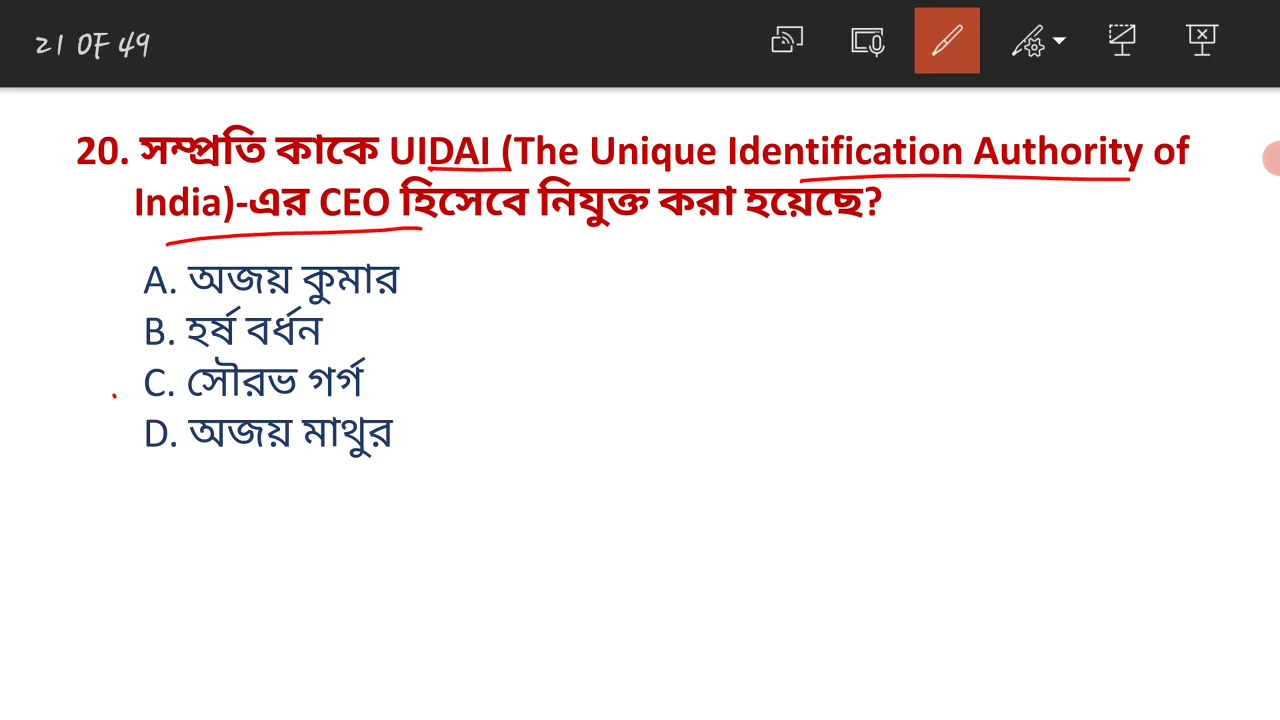 21 OF 49
20. সম্প্রতি কাকে UIDAI (The Unique Identification Authority of
India)-এর CEO হিসেবে নিযুক্ত করা হয়েছে?
A. অজয় কুমার
B. হর্ষ বর্ধন
C. সৌরভ গর্গ
D. অজয় মাথুর